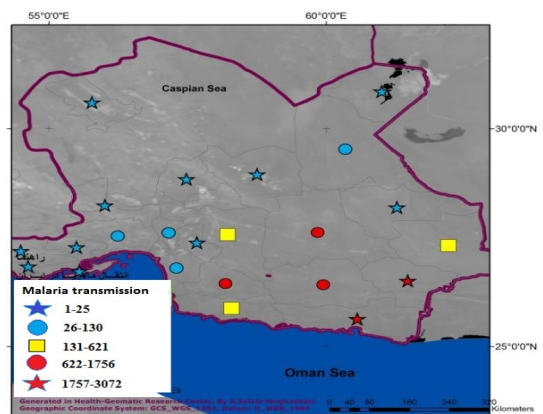 55°0'0"E 60°0'0"E
Caspian Sea
30°0'0"N
25°0'0"N
Malaria transmission
1-25
26-130
131-621
622-1756
1757-3072
Oman Sea
0 40 80 160 240 320
Kilometers
Generated in Health-Geomatic Research Center, By
Geographic Coordinate System: GCS_WGS_1984, Datum: D_WGS_1984